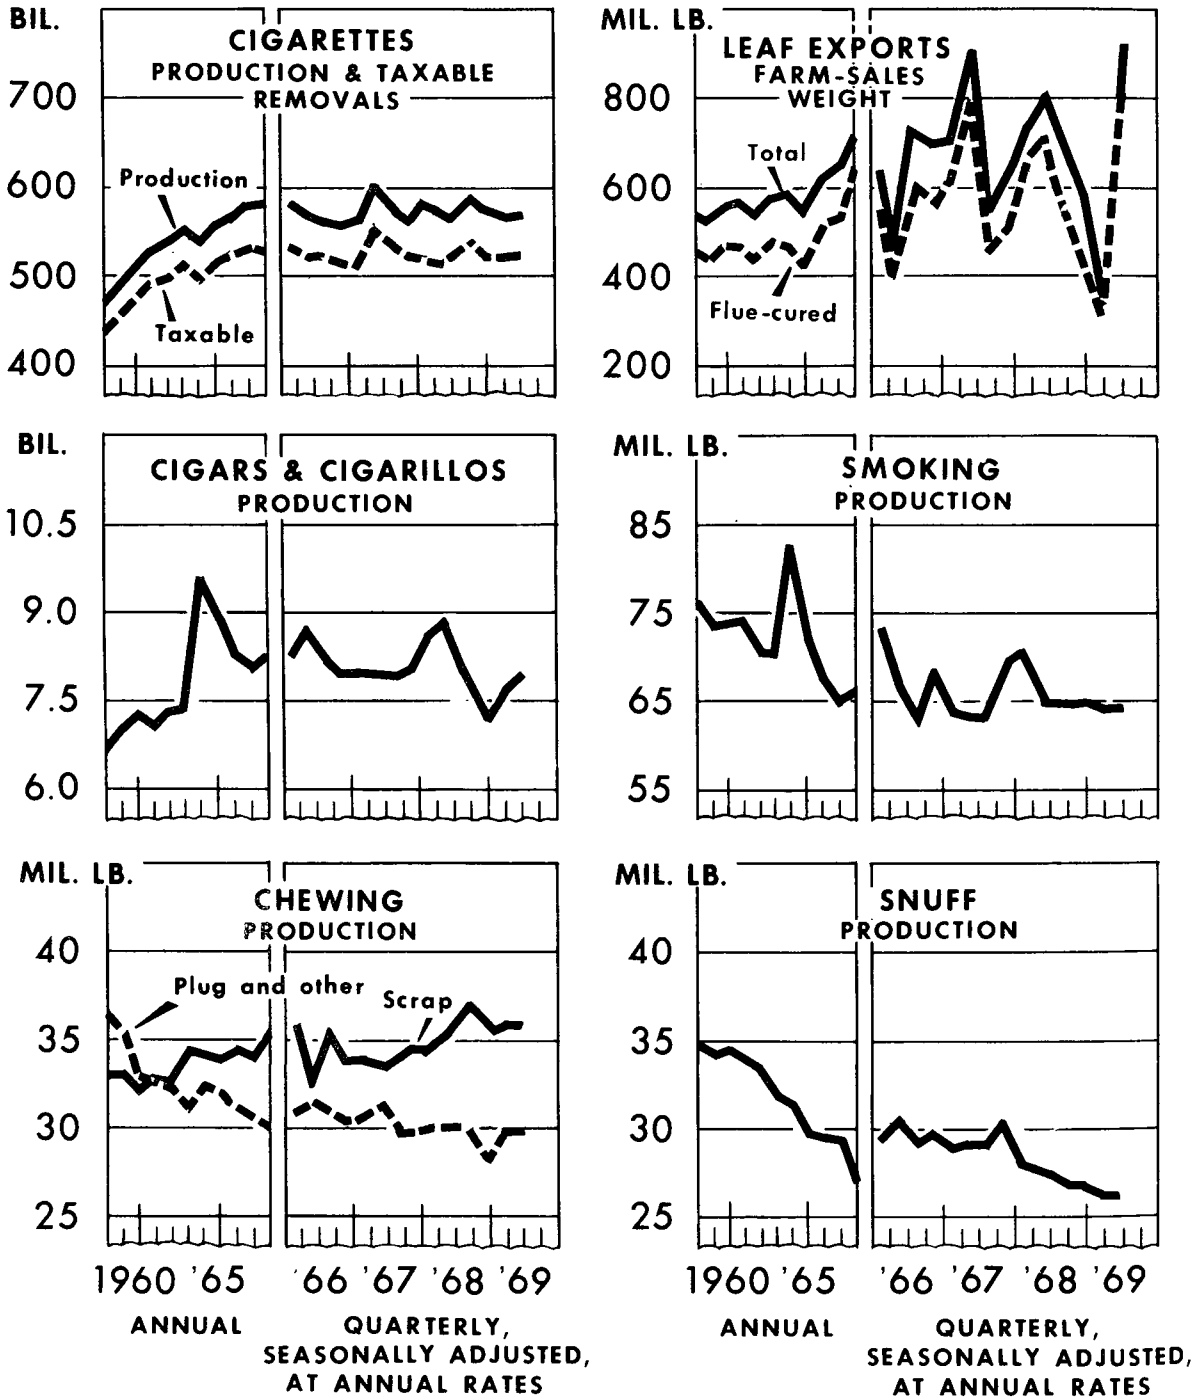 BIL.
CIGARETTES
PRODUCTION & TAXABLE
REMOVALS
700
600
500
400
Production
Taxable
MIL. LB.
LEAF EXPORTS
FARM-SALES
WEIGHT
800
600
400
200
Total
Flue-cured
BIL.
CIGARS & CIGARILLOS
PRODUCTION
10.5
9.0
7.5
6.0
MIL. LB.
SMOKING
PRODUCTION
85
75
65
55
MIL. LB.
CHEWING
PRODUCTION
40
35
30
25
Plug and other
Scrap
1960 '65
'66 '67 '68 '69
ANNUAL
QUARTERLY,
SEASONALLY ADJUSTED,
AT ANNUAL RATES
MIL. LB.
SNUFF
PRODUCTION
40
35
30
25
1960 '65
'66 '67 '68 '69
ANNUAL
QUARTERLY,
SEASONALLY ADJUSTED,
AT ANNUAL RATES